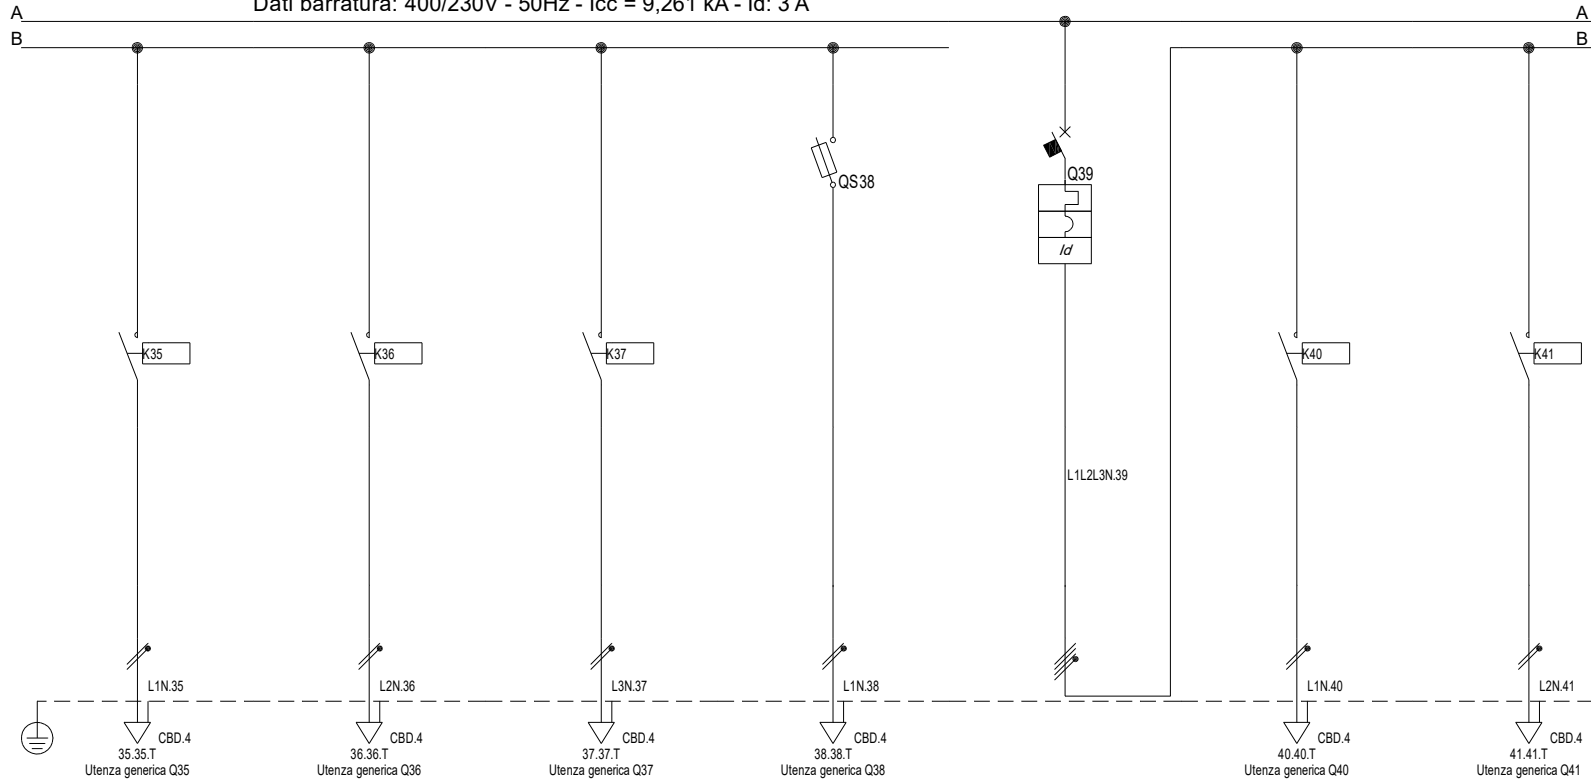 Dati barratura: 400/230V - 50Hz - Icc = 9,261 kA - Id: 3 A
A A
B B
QS38
Q39
Id
K35 K36 K37 K40 K41
L1L2L3N.39
L1N.35 L2N.36 L3N.37 L1N.38 L1N.40 L2N.41
CBD.4 CBD.4 CBD.4 CBD.4 CBD.4 CBD.4
35.35.T 36.36.T 37.37.T 38.38.T 40.40.T 41.41.T
Utenza generica Q35 Utenza generica Q36 Utenza generica Q37 Utenza generica Q38 Utenza generica Q40 Utenza generica Q41